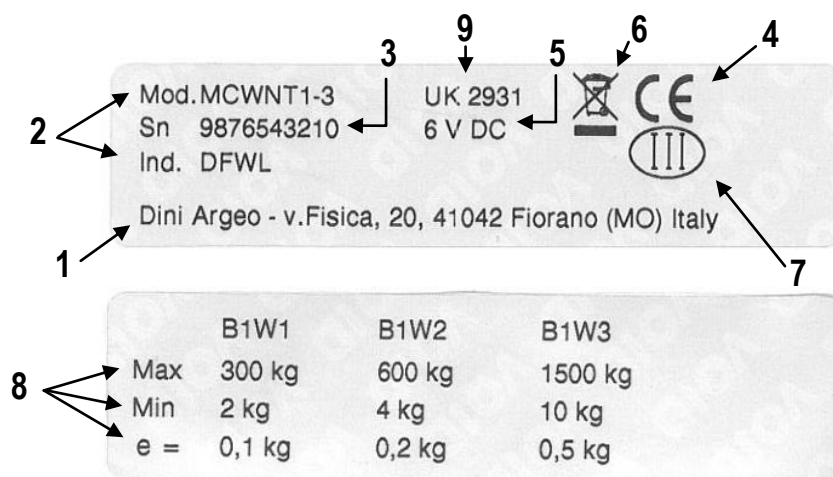 9
3
5
6
4
Mod. MCWNT1-3
UK 2931
CE
2
Sn 9876543210
6 V DC
Ind. DFWL
III
Dini Argeo - v.Fisica, 20, 41042 Fiorano (MO) Italy
1
7
B1W1 B1W2 B1W3
Max 300 kg 600 kg 1500 kg
8
Min 2 kg 4 kg 10 kg
e = 0,1 kg 0,2 kg 0,5 kg